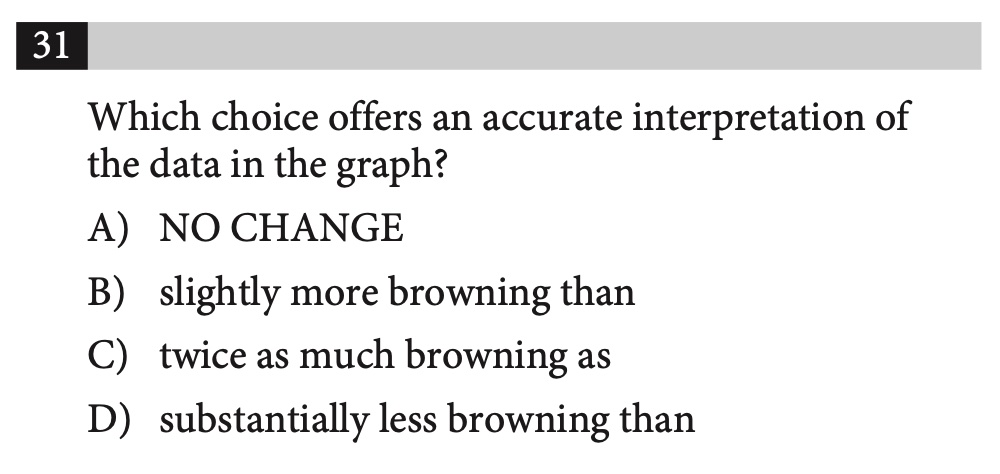 31
Which choice offers an accurate interpretation of
the data in the graph?
A) NO CHANGE
B) slightly more browning than
C) twice as much browning as
D) substantially less browning than